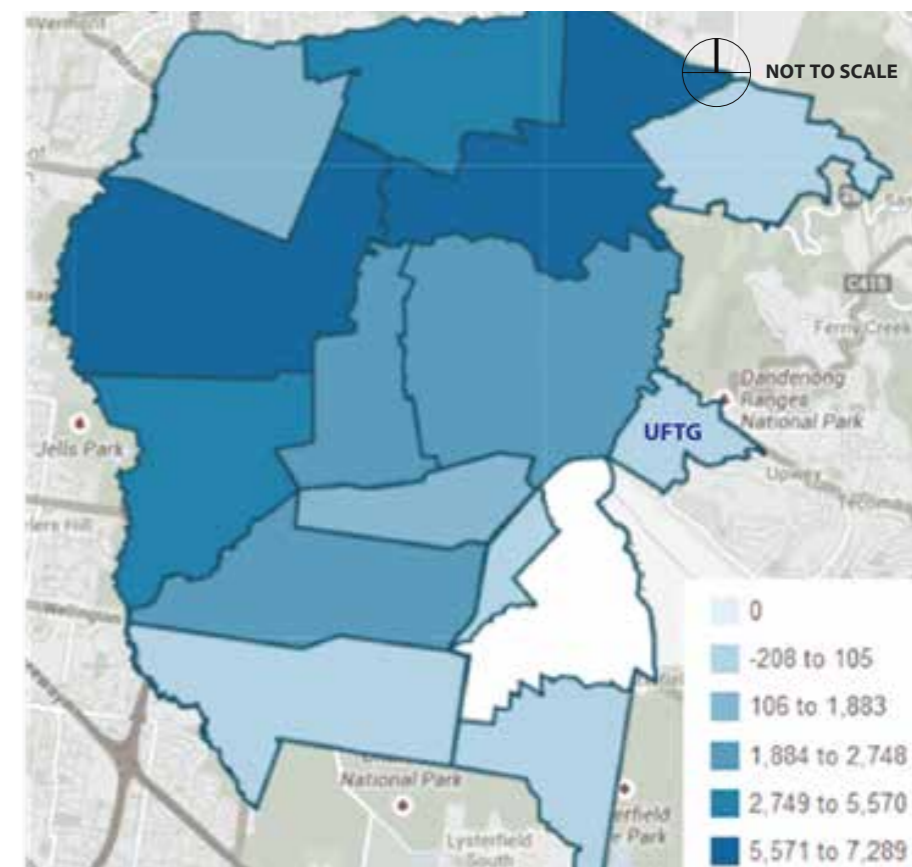 Vermont
NOT TO SCALE
C415
Ferny Creek
Dandenong
Ranges
National Park
Jells Park
UFTG
Upwey
Tecoma
Wellington
National Park
Lysterfield
South
0
-208 to 105
106 to 1,883
1,884 to 2,748
2,749 to 5,570
5,571 to 7,289